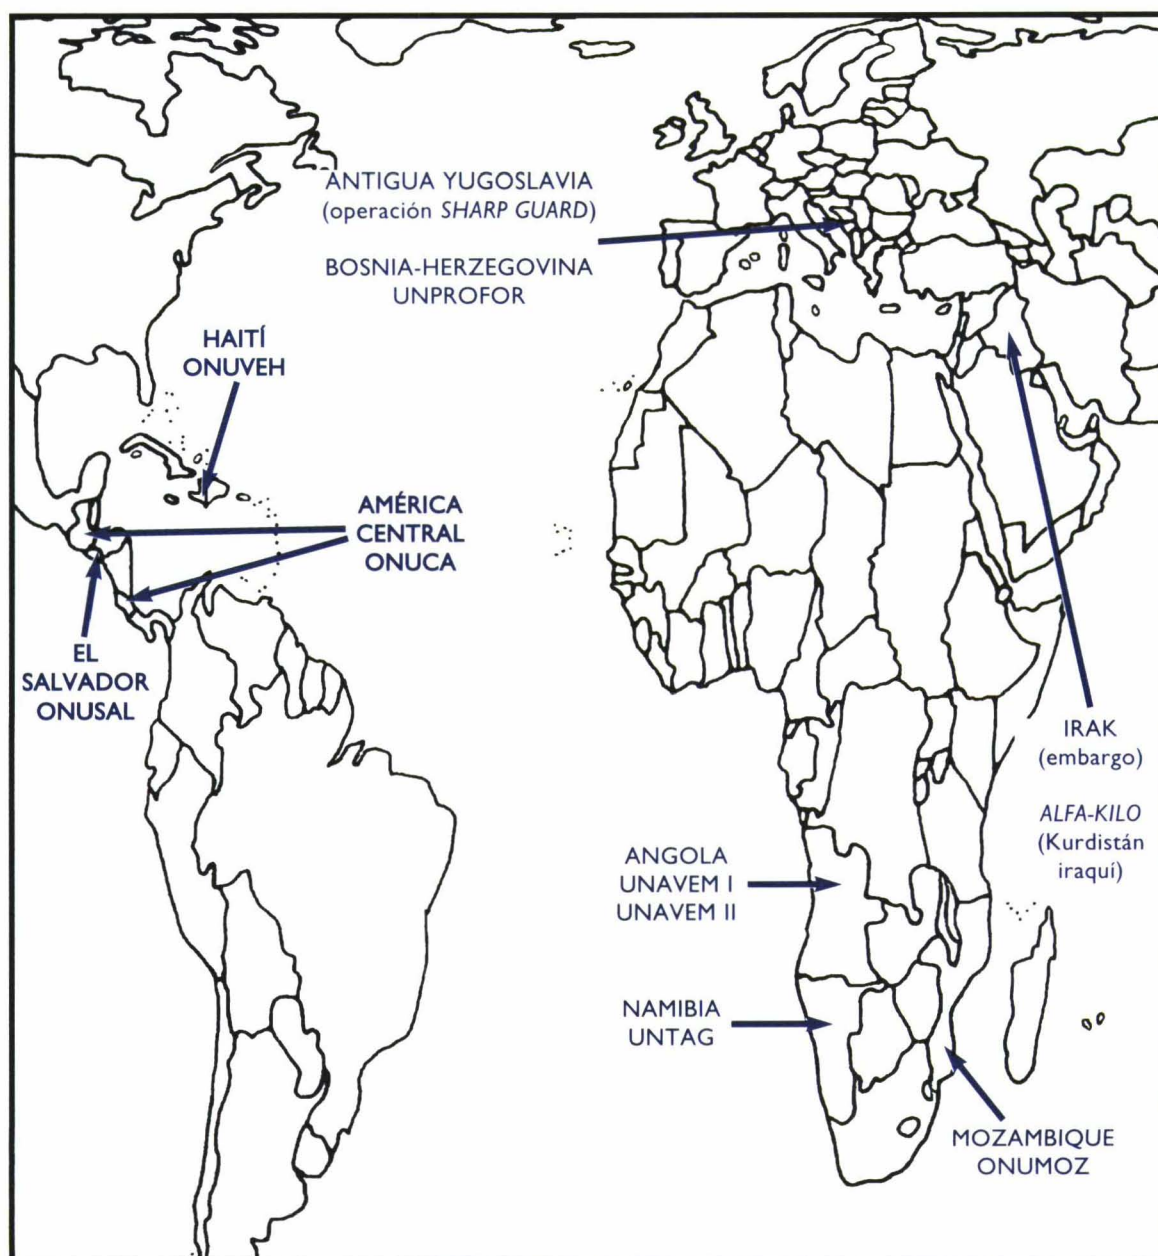 ANTIGUA YUGOSLAVIA
(operación SHARP GUARD)
BOSNIA-HERZEGOVINA
UNPROFOR
HAITÍ
ONUVEH
AMÉRICA
CENTRAL
ONUCA
EL
SALVADOR
ONUSAL
IRAK
(embargo)
ALFA-KILO
(Kurdistán
iraquí)
ANGOLA
UNAVEM I
UNAVEM II
NAMIBIA
UNTAG
MOZAMBIQUE
ONUMOZ